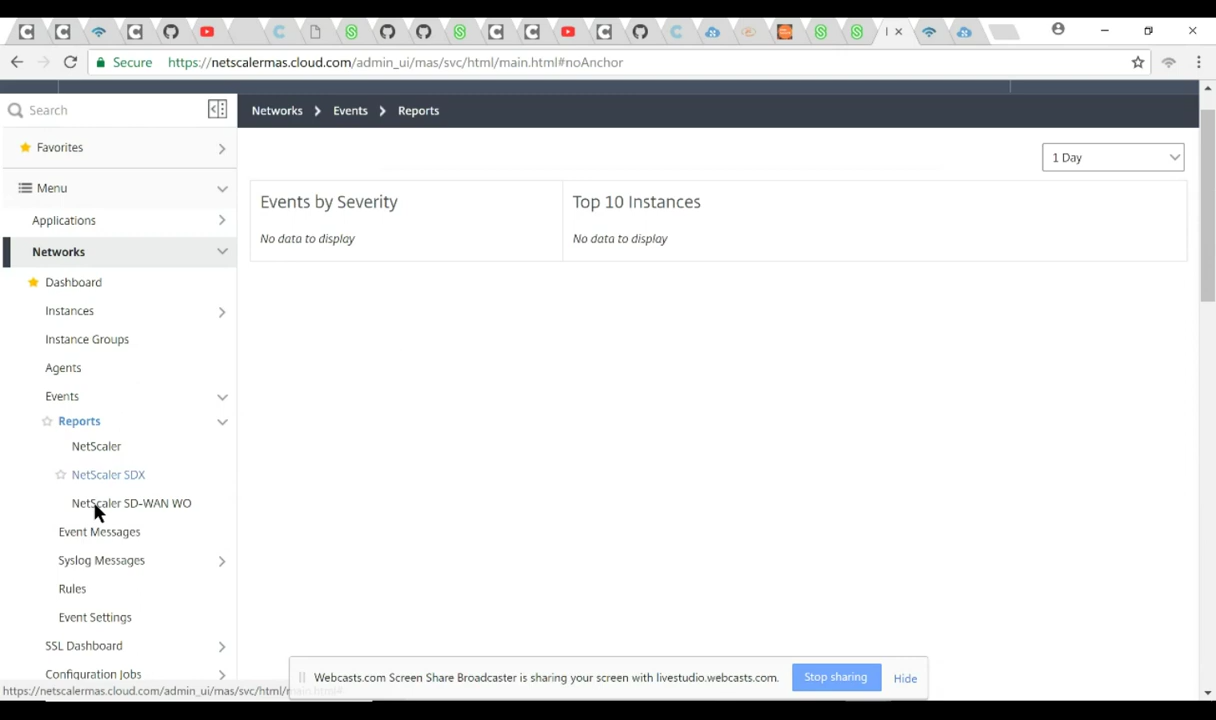 Secure https://netscalermas.cloud.com/admin_ui/mas/svc/html/main.html#noAnchor
Search
Networks Events Reports
Favorites
1 Day
Menu
Applications
Networks
Dashboard
Instances
Instance Groups
Agents
Events
Reports
NetScaler
NetScaler SDX
NetScaler SD-WAN WO
Event Messages
Syslog Messages
Rules
Event Settings
SSL Dashboard
Configuration Jobs
Events by Severity
No data to display
Top 10 Instances
No data to display
Webcasts.com Screen Share Broadcaster is sharing your screen with livestudio.webcasts.com.
Stop sharing
Hide
https://netscalermas.cloud.com/admin_ui/mas/svc/html/main.html#